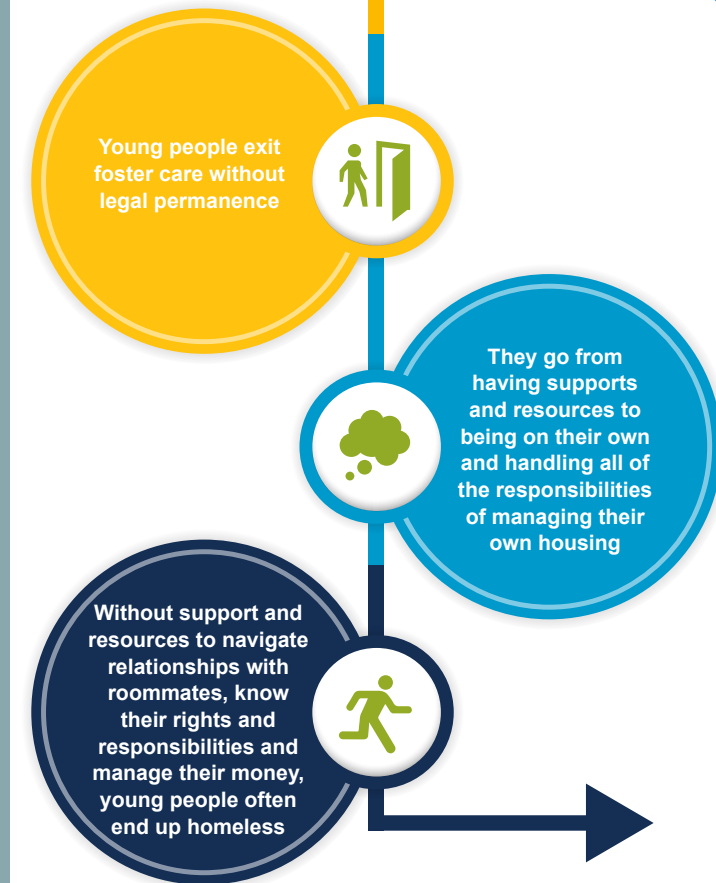 Young people exit
foster care without
legal permanence
They go from
having supports
and resources to
being on their own
and handling all of
the responsibilities
of managing their
own housing
Without support and
resources to navigate
relationships with
roommates, know
their rights and
responsibilities and
manage their money,
young people often
end up homeless